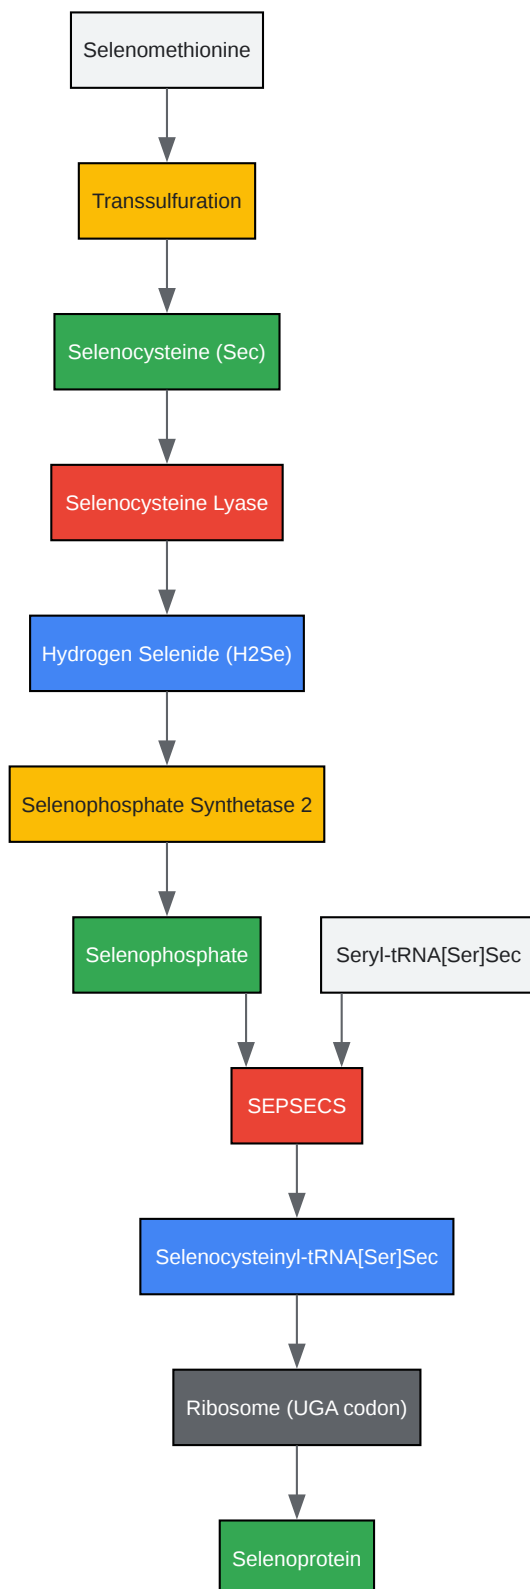 Selenomethionine
Transsulfuration
Selenocysteine (Sec)
Selenocysteine Lyase
Hydrogen Selenide (H2Se)
Selenophosphate Synthetase 2
Selenophosphate
Seryl-tRNA[Ser]Sec
SEPSECS
Selenocysteinyl-tRNA[Ser]Sec
Ribosome (UGA codon)
Selenoprotein